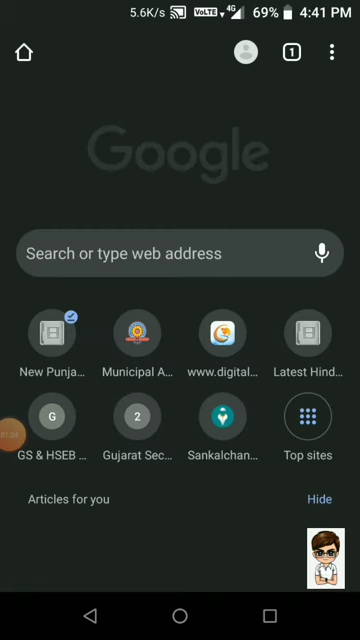 5.6K/s VoLTE 4G 69% 4:41 PM
1
Google
Search or type web address
New Punja... Municipal A... www.digital... Latest Hind...
G 2
GS & HSEB ... Gujarat Sec... Sankalchan... Top sites
Articles for you Hide